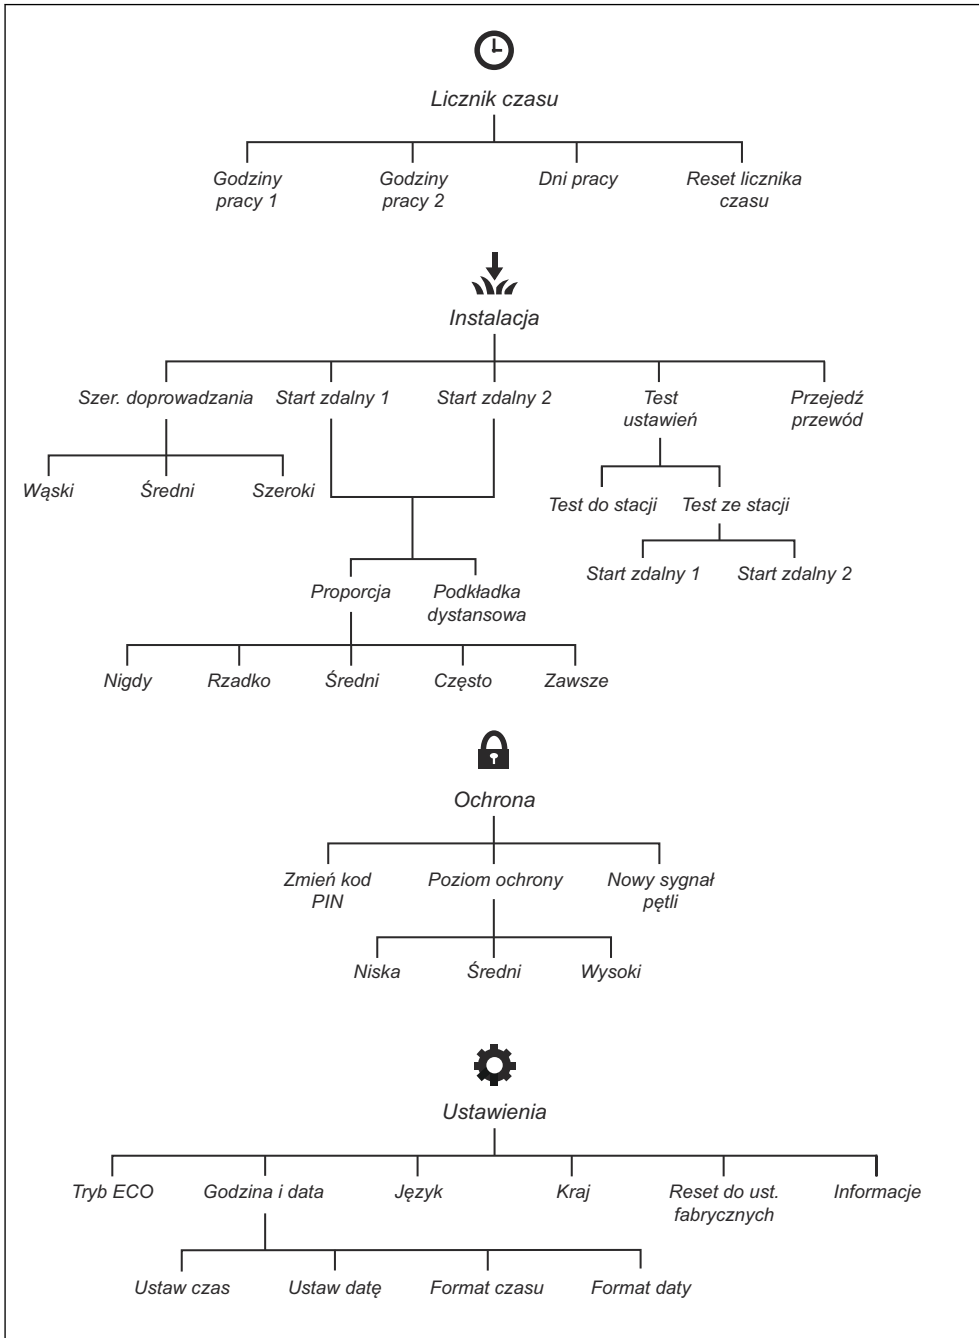 Licznik czasu
Godziny
pracy 1
Godziny
pracy 2
Dni pracy
Reset licznika
czasu
Instalacja
Szer. doprowadzania
Start zdalny 1
Start zdalny 2
Test
ustawień
Przejedź
przewód
Wąski
Średni
Szeroki
Test do stacji
Test ze stacji
Start zdalny 1
Start zdalny 2
Proporcja
Podkładka
dystansowa
Nigdy
Rzadko
Średni
Często
Zawsze
Ochrona
Zmień kod
PIN
Poziom ochrony
Nowy sygnał
pętli
Niska
Średni
Wysoki
Ustawienia
Tryb ECO
Godzina i data
Język
Kraj
Reset do ust.
fabrycznych
Informacje
Ustaw czas
Ustaw datę
Format czasu
Format daty